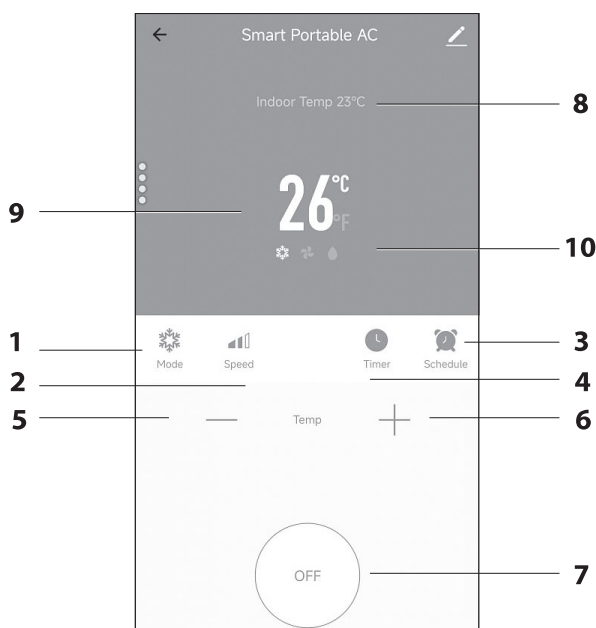 Smart Portable AC
Indoor Temp 23°C
8
26°C
°F
9
10
1
Mode
Speed
Timer
Schedule
3
2
4
5
Temp
6
OFF
7